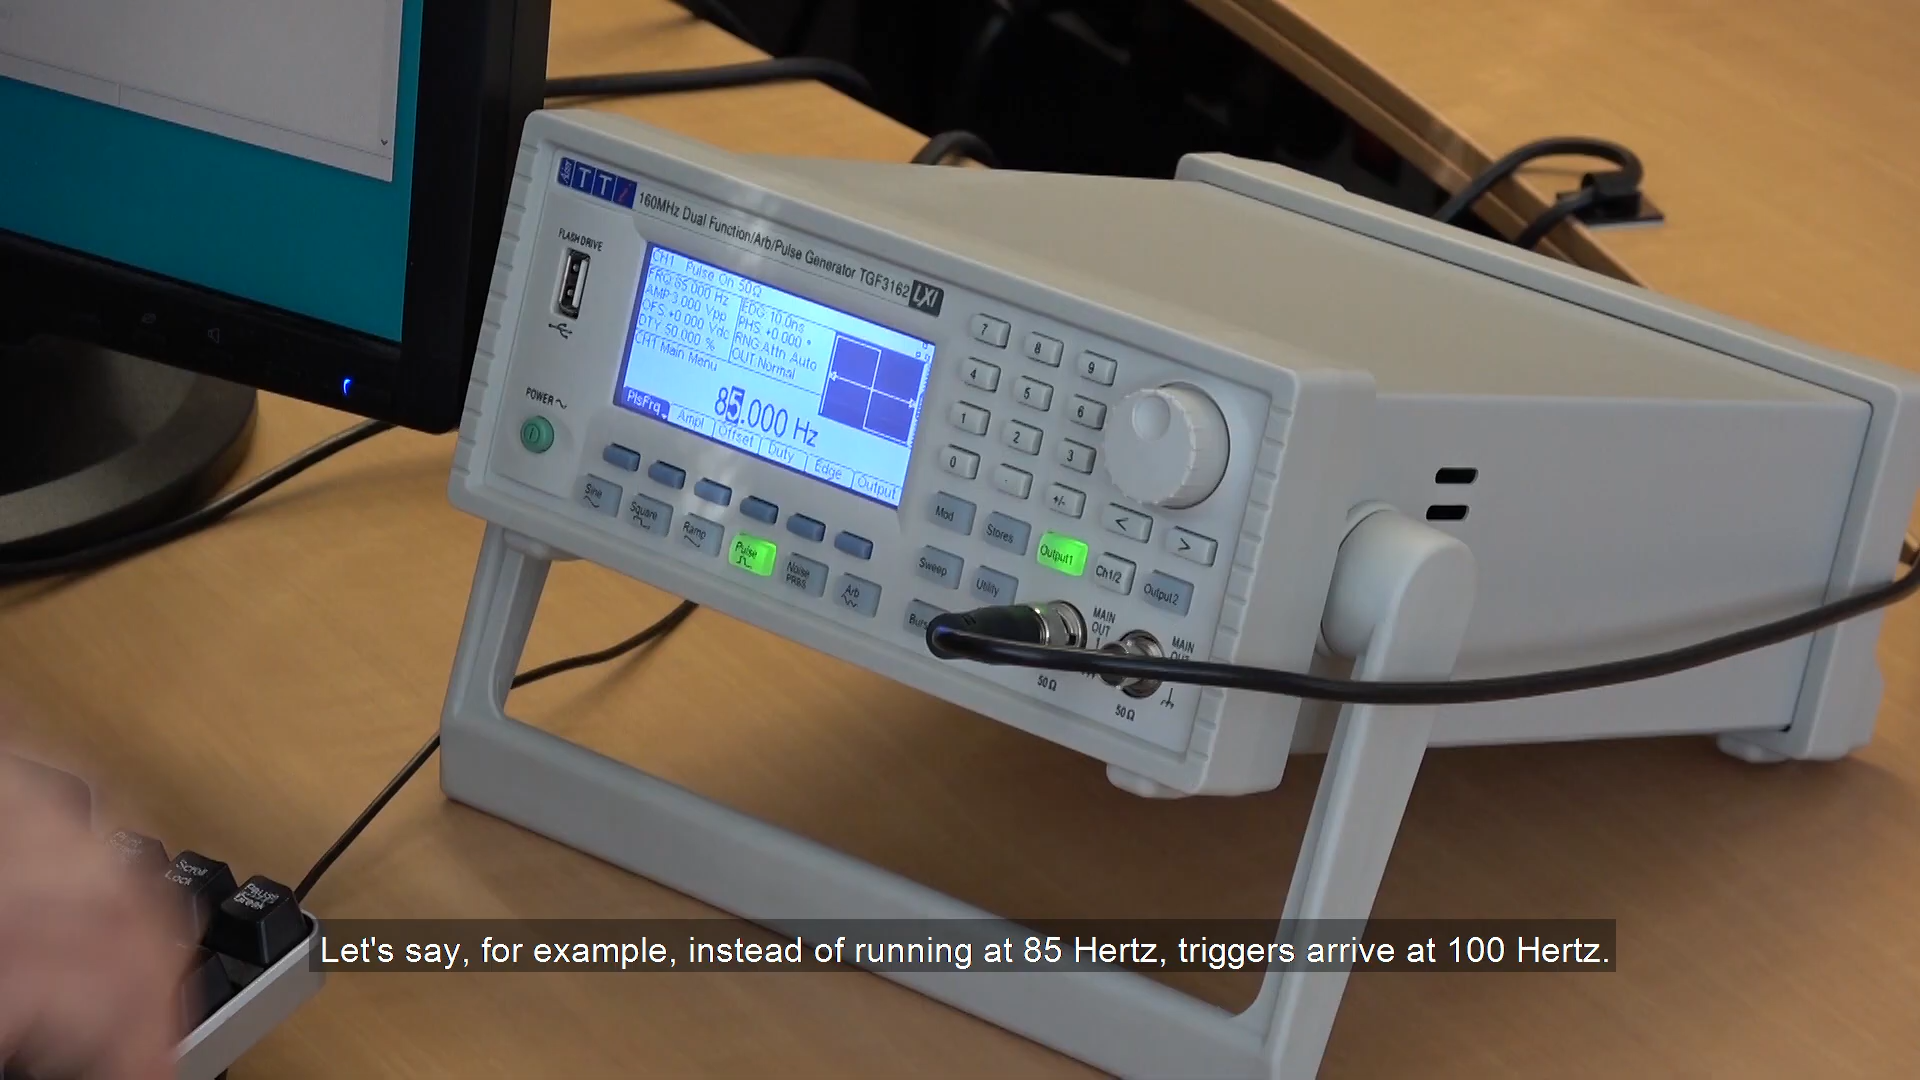 Aim TTi
160MHz Dual Function/Arb/Pulse Generator TGF3162 LXI
FLASH DRIVE
CH1 Pulse On 50Ω
FRQ 85.000 Hz
EDG 10.0ns
AMP 3.000 Vpp
PHS +0.000 °
OFS +0.000 Vdc
RNG Attn Auto
DTY 50.000 %
OUT Normal
CH1 Main Menu
85.000 Hz
PlsFrq
Ampl
Offset
Duty
Edge
Output
POWER
7
8
9
4
5
6
1
2
3
0
.
+/-
<
>
Sine
Square
Ramp
Pulse
Noise
PRBS
Arb
Mod
Stores
Output1
Sweep
Utility
Ch1/2
Output2
MAIN
OUT
1
MAIN
50Ω
50Ω
Scroll
Lock
Pause
Break
Let's say, for example, instead of running at 85 Hertz, triggers arrive at 100 Hertz.